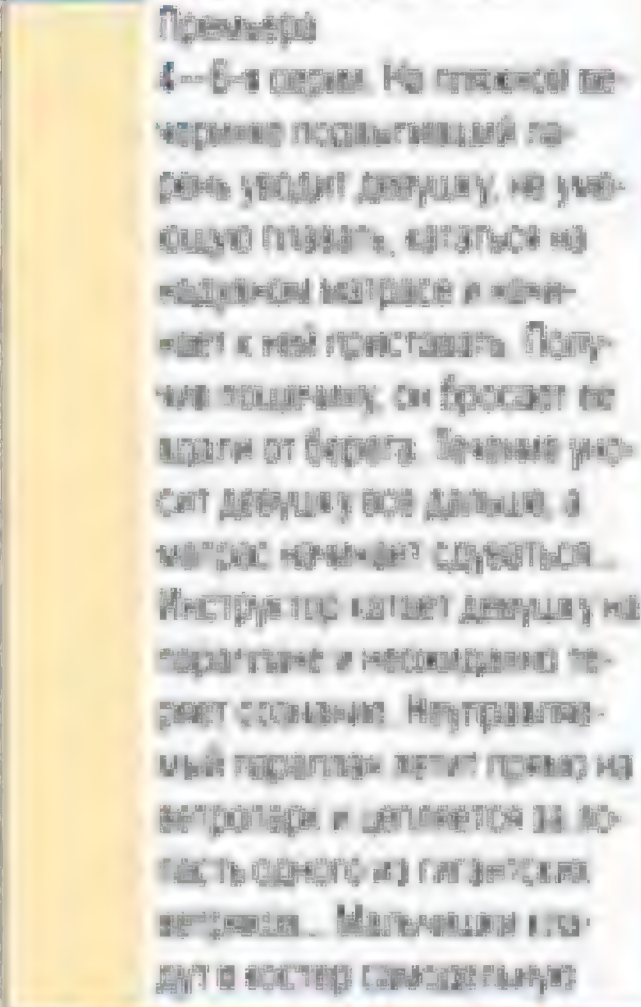 Премьера
4—6-я серии. На пляжной ве-
черинке подвыпивший па-
рень уводит девушку, не уме-
ющую плавать, кататься на
надувном матрасе и начи-
нает к ней приставать. Полу-
чив пощечину, он бросает ее
вдали от берега. Течение уно-
сит девушку все дальше, а
матрас начинает сдуваться...
Инструктор катает девушку на
параплане и неожиданно те-
ряет сознание. Неуправляе-
мый параплан летит прямо на
ветропарк и цепляется за ло-
пасть одного из гигантских
ветряков... Мальчишки кла-
дут в костер самодельную